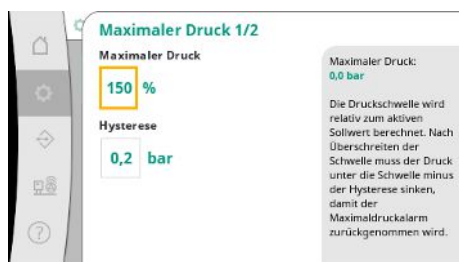 Maximaler Druck 1/2
Maximaler Druck
150 %
Hysterese
0,2 bar
Maximaler Druck:
0,0 bar
Die Druckschwelle wird
relativ zum aktiven
Sollwert berechnet. Nach
Überschreiten der
Schwelle muss der Druck
unter die Schwelle minus
der Hysterese sinken,
damit der
Maximaldruckalarm
zurückgenommen wird.